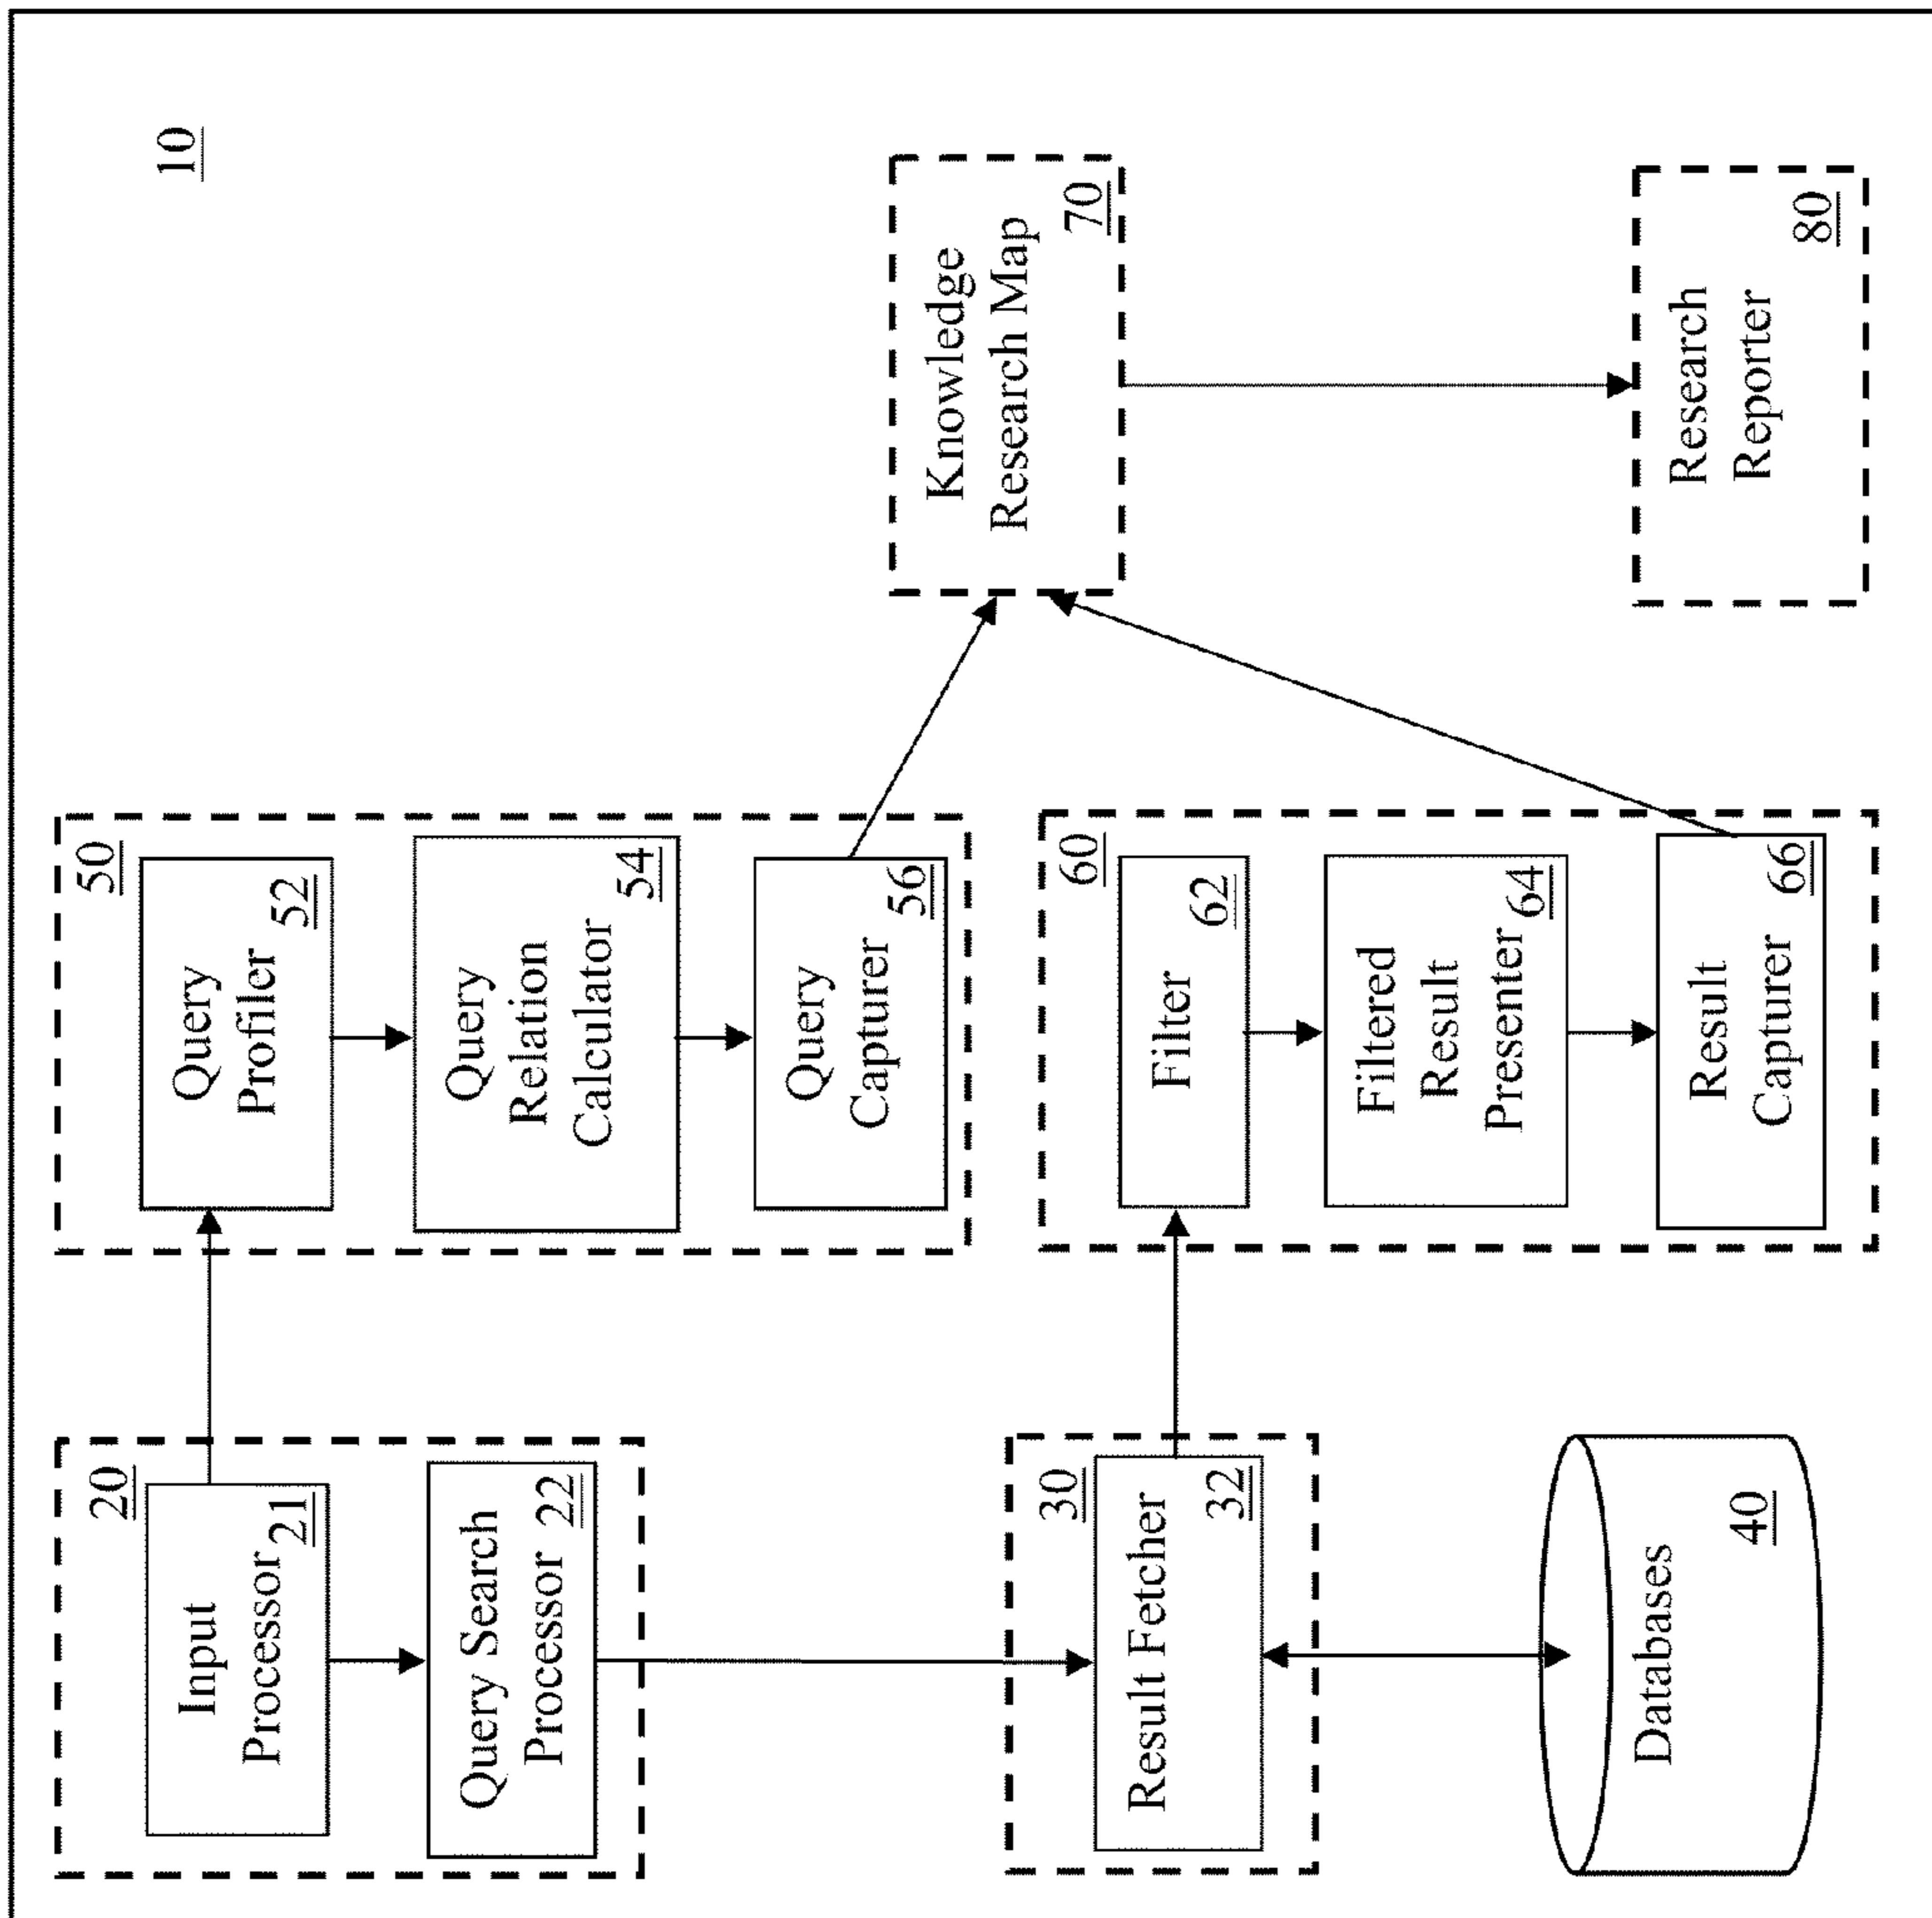 10
20
Input
Processor
21
Query Search
Processor 22
30
Result Fetcher
32
Databases
40
50
Query
Profiler
52
Query
Relation
Calculator
54
Query
Capturer
56
60
Filter
62
Filtered
Result
Presenter
64
Result
Capturer
66
Knowledge
Research Map
70
Research
Reporter
80